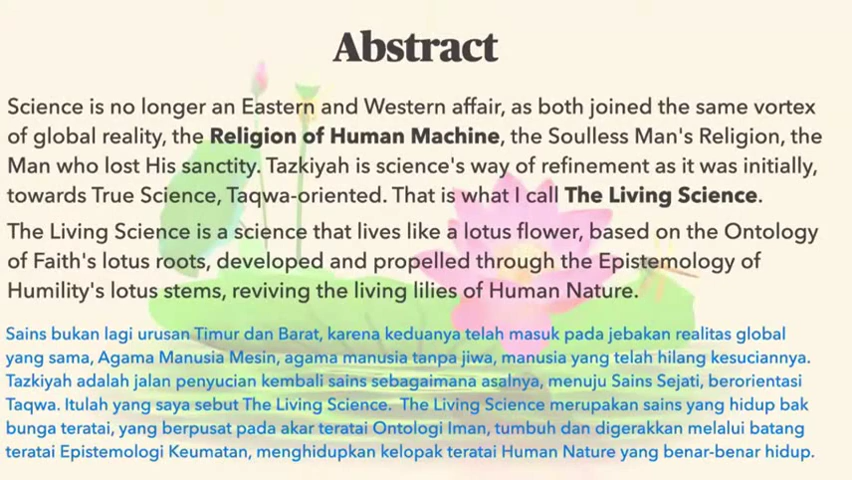 Abstract
Science is no longer an Eastern and Western affair, as both joined the same vortex
of global reality, the Religion of Human Machine, the Soulless Man's Religion, the
Man who lost His sanctity. Tazkiyah is science's way of refinement as it was initially,
towards True Science, Taqwa-oriented. That is what I call The Living Science.
The Living Science is a science that lives like a lotus flower, based on the Ontology
of Faith's lotus roots, developed and propelled through the Epistemology of
Humility's lotus stems, reviving the living lilies of Human Nature.
Sains bukan lagi urusan Timur dan Barat, karena keduanya telah masuk pada jebakan realitas global
yang sama, Agama Manusia Mesin, agama manusia tanpa jiwa, manusia yang telah hilang kesuciannya.
Tazkiyah adalah jalan penyucian kembali sains sebagaimana asalnya, menuju Sains Sejati, berorientasi
Taqwa. Itulah yang saya sebut The Living Science. The Living Science merupakan sains yang hidup bak
bunga teratai, yang berpusat pada akar teratai Ontologi Iman, tumbuh dan digerakkan melalui batang
teratai Epistemologi Keumatan, menghidupkan kelopak teratai Human Nature yang benar-benar hidup.